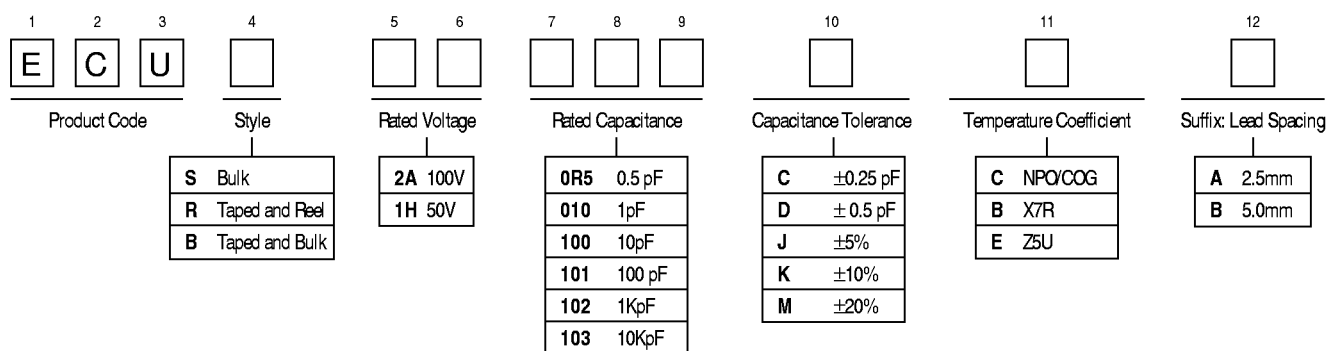 1 2 3 4 5 6 7 8 9 10 11 12
E C U
Product Code Style Rated Voltage Rated Capacitance Capacitance Tolerance Temperature Coefficient Suffix: Lead Spacing
S Bulk 2A 100V 0R5 0.5 pF C ±0.25 pF C NPO/COG A 2.5mm
R Taped and Reel 1H 50V 010 1pF D ± 0.5 pF B X7R B 5.0mm
B Taped and Bulk 100 10pF J ±5% E Z5U
101 100 pF K ±10%
102 1KpF M ±20%
103 10KpF